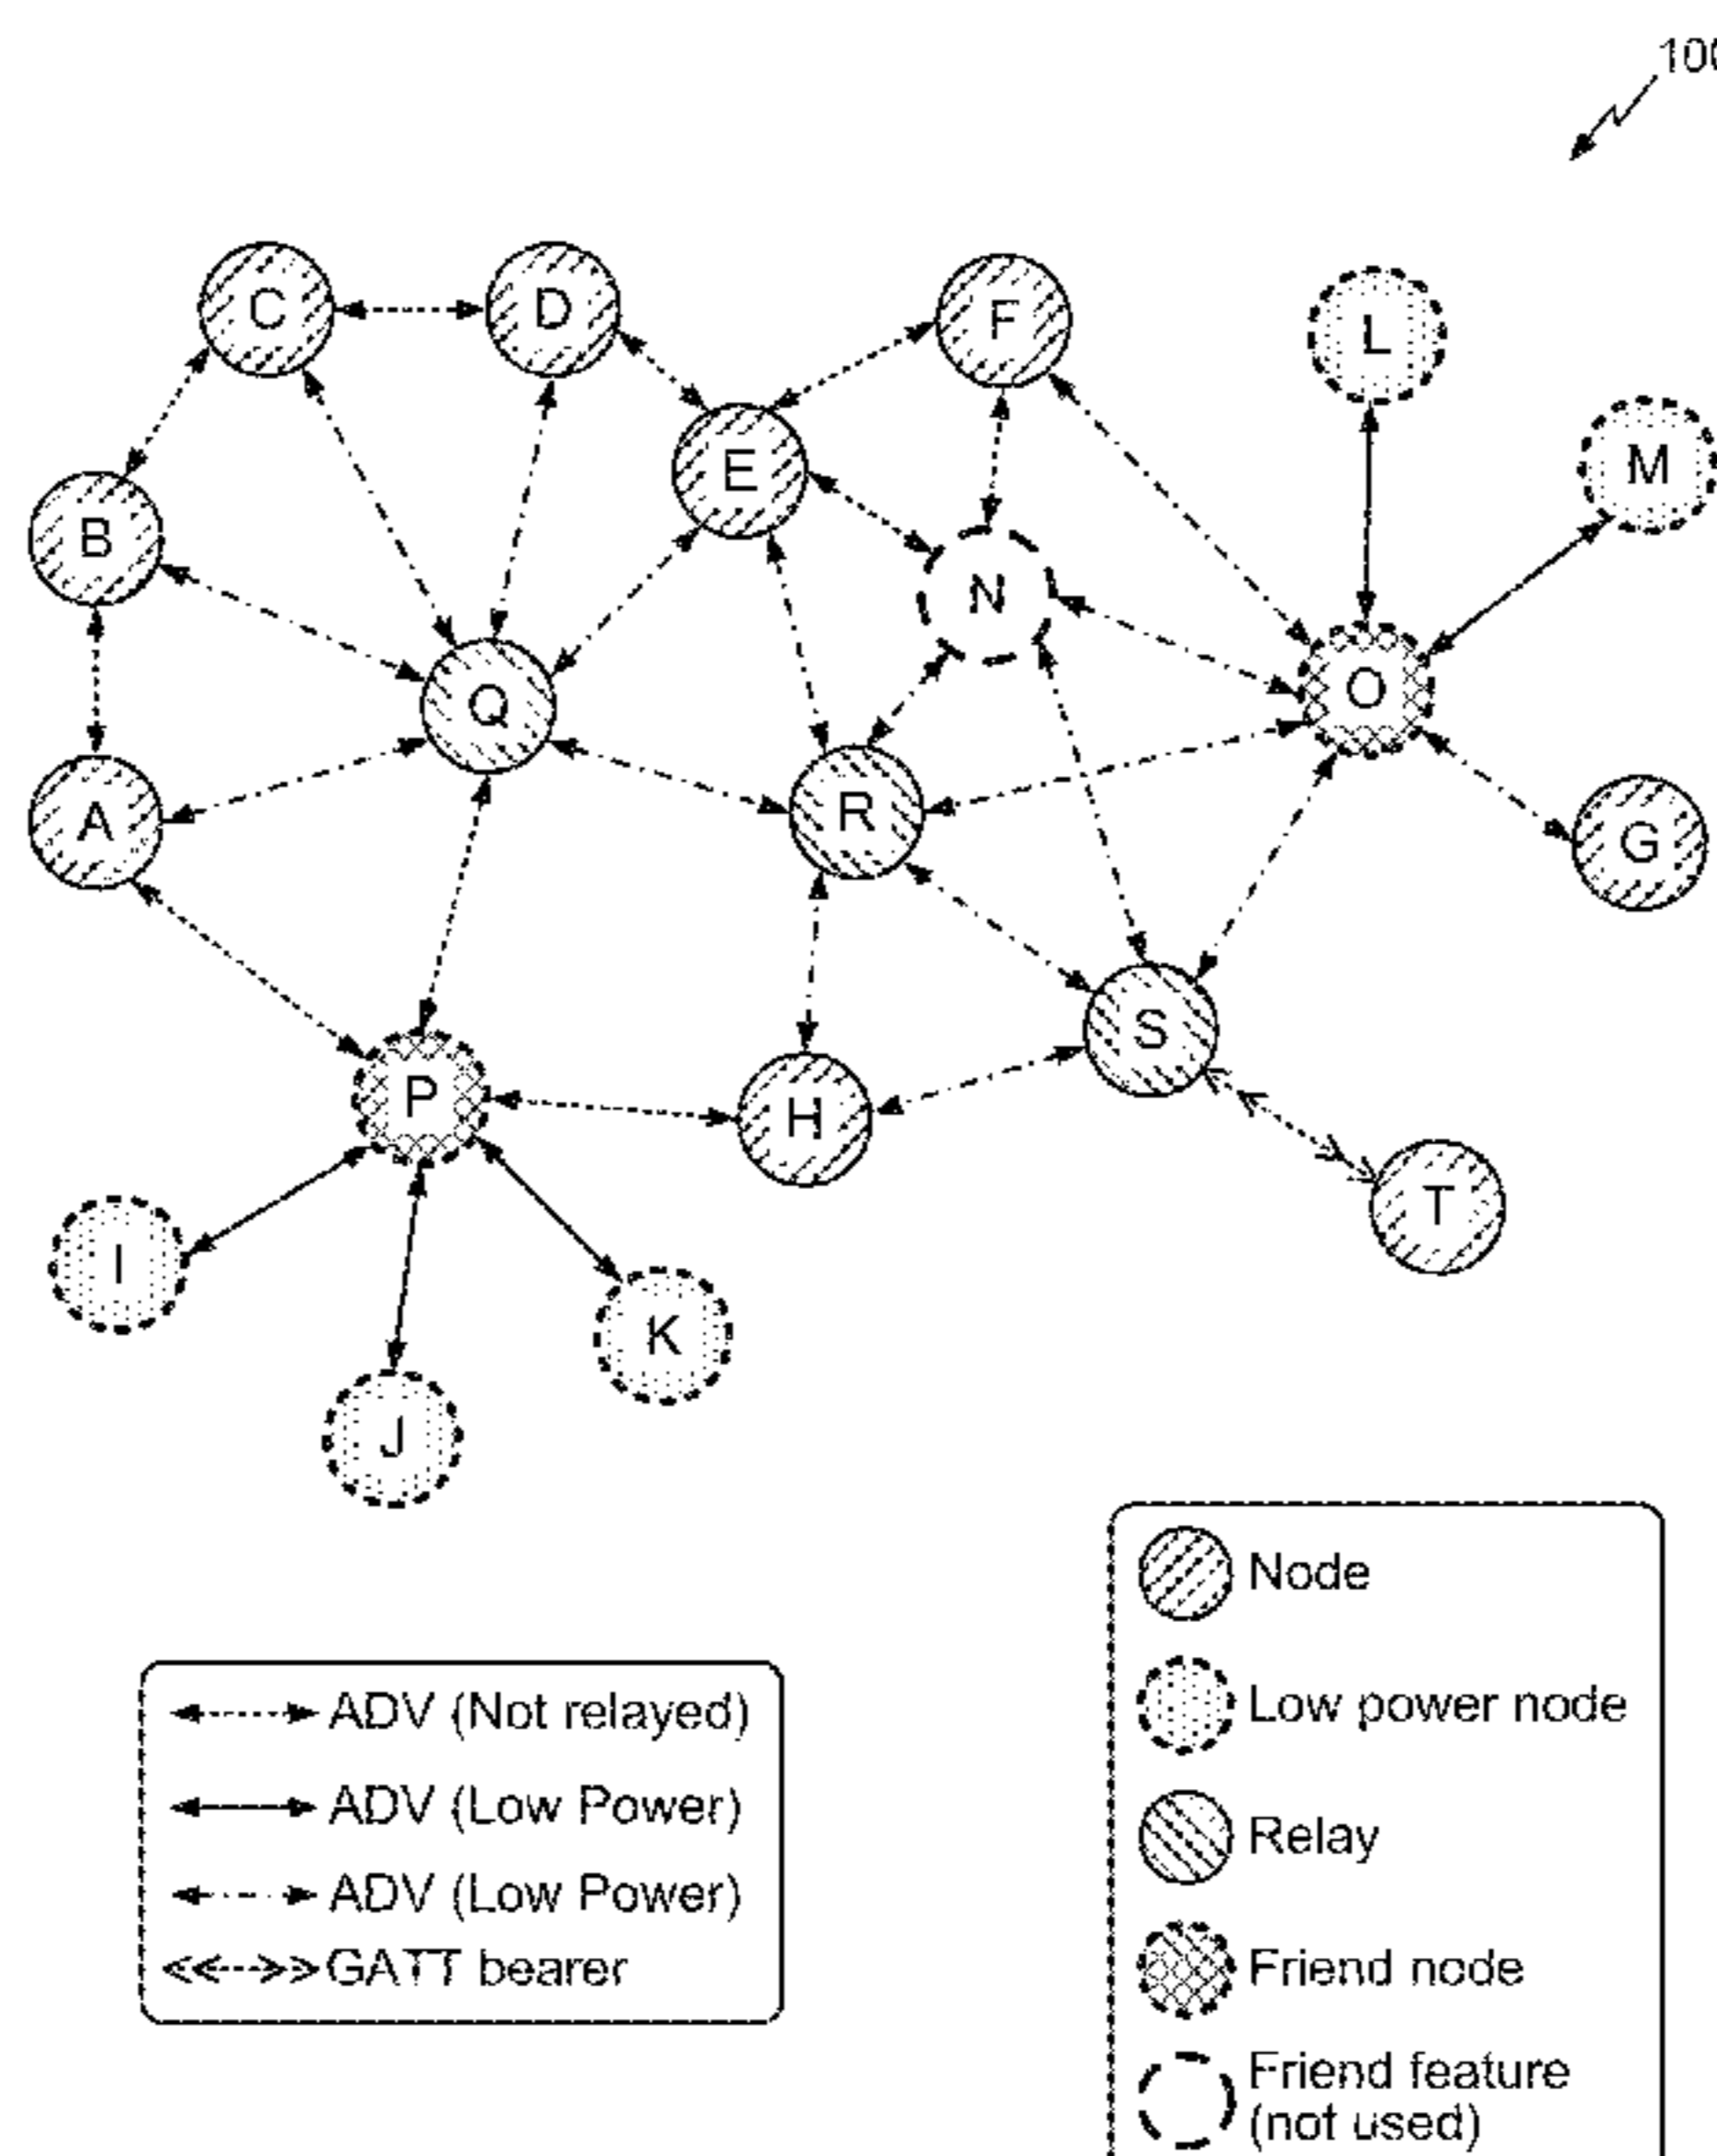 100
C
D
F
L
E
M
B
N
Q
O
A
R
G
S
P
H
T
I
K
J
Node
Low power node
ADV (Not relayed)
ADV (Low Power)
Relay
ADV (Low Power)
GATT bearer
Friend node
Friend feature
(not used)